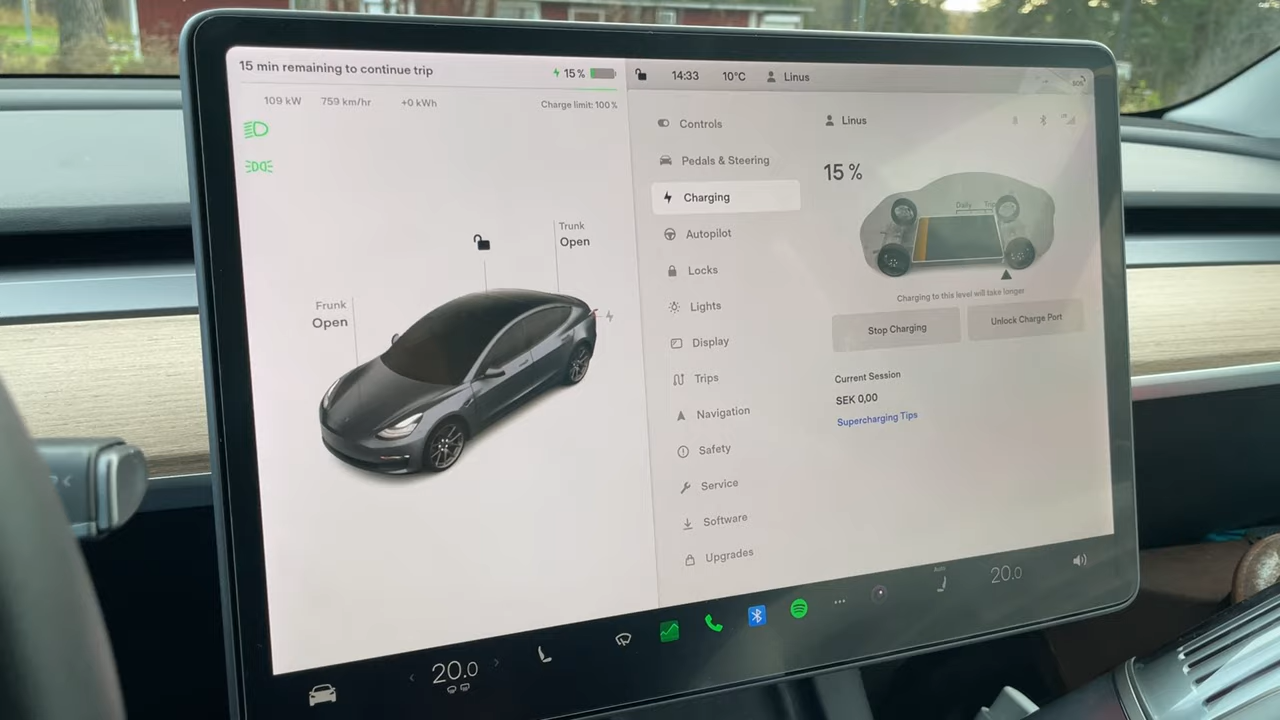 15 min remaining to continue trip
15 %
109 kW 759 km/hr +0 kWh Charge limit: 100 %
Trunk
Open
Frunk
Open
14:33 10°C Linus
Controls
Pedals & Steering
Charging
Autopilot
Locks
Lights
Display
Trips
Navigation
Safety
Service
Software
Upgrades
Linus
15 %
Daily Trip
Charging to this level will take longer
Stop Charging Unlock Charge Port
Current Session
SEK 0,00
Supercharging Tips
20.0
Auto
20.0